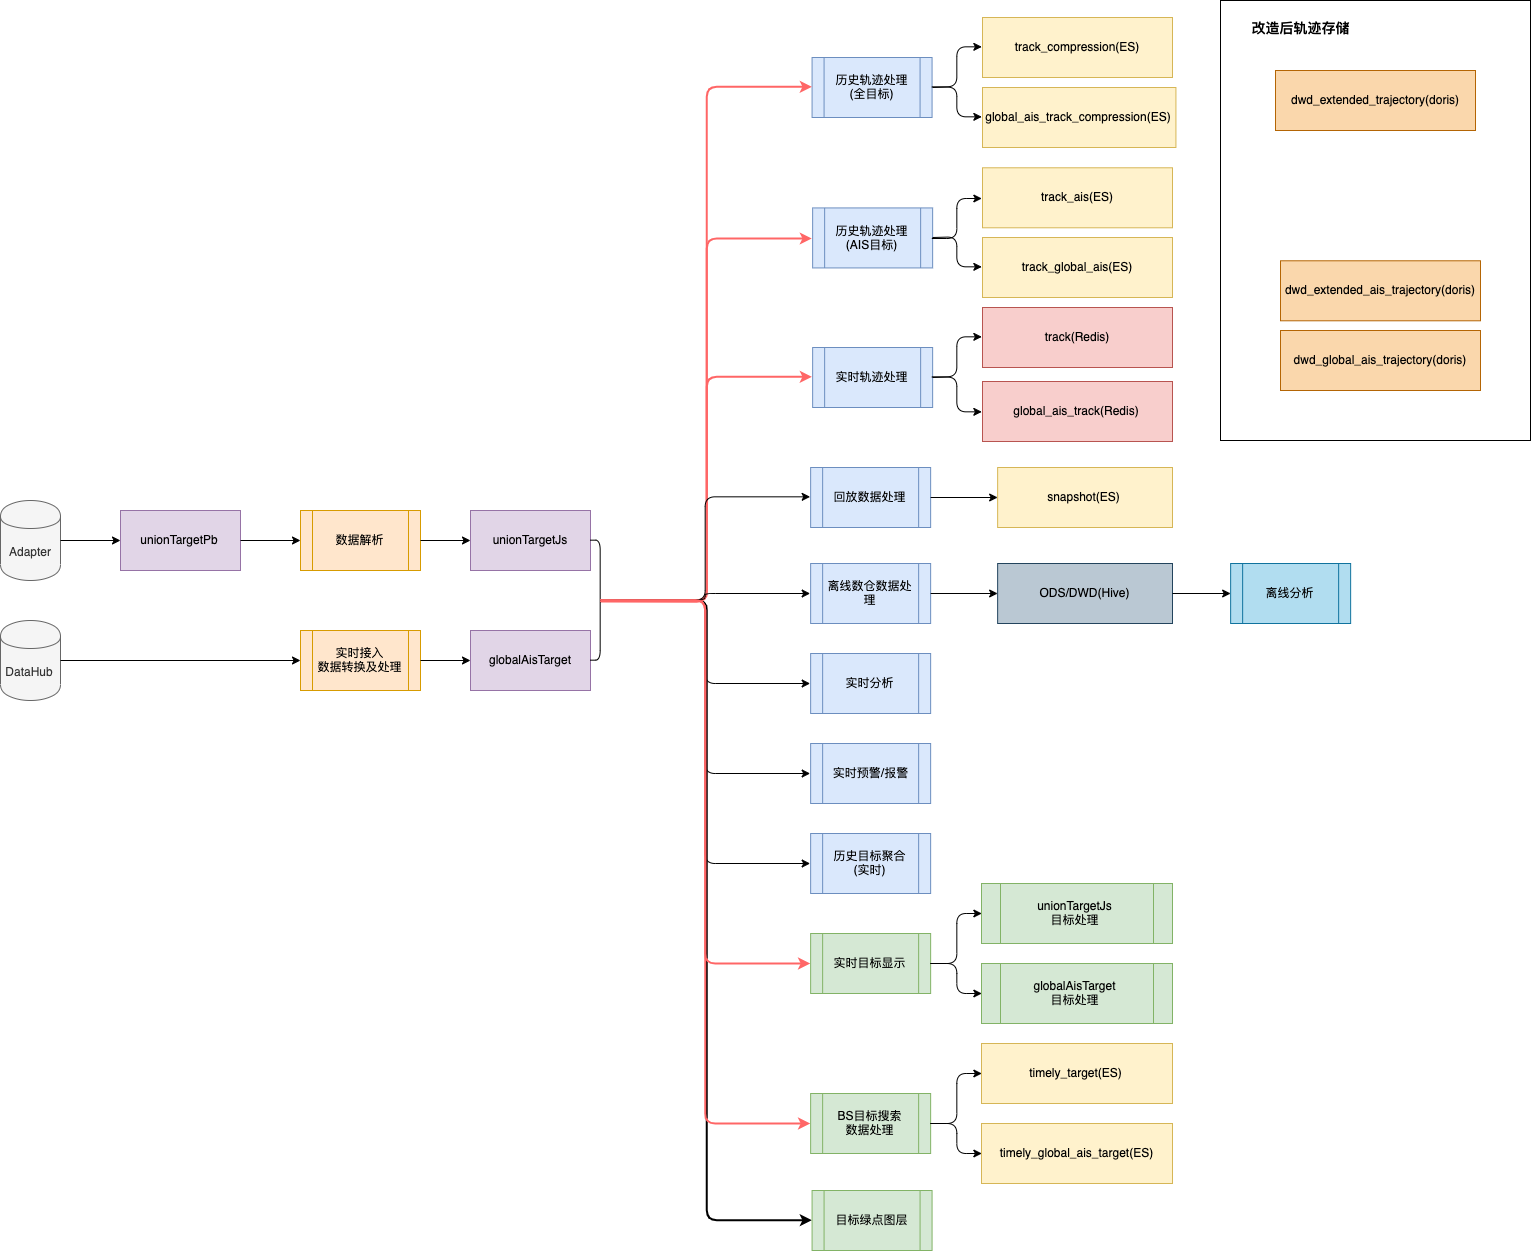 改造后轨迹存储
track_compression(ES)
历史轨迹处理
(全目标)
global_ais_track_compression(ES)
dwd_extended_trajectory(doris)
track_ais(ES)
历史轨迹处理
(AIS目标)
track_global_ais(ES)
dwd_extended_ais_trajectory(doris)
track(Redis)
实时轨迹处理
global_ais_track(Redis)
dwd_global_ais_trajectory(doris)
回放数据处理
snapshot(ES)
Adapter
unionTargetPb
数据解析
unionTargetJs
离线数仓数据处
理
ODS/DWD(Hive)
离线分析
DataHub
实时接入
数据转换及处理
globalAisTarget
实时分析
实时预警/报警
历史目标聚合
(实时)
unionTargetJs
目标处理
实时目标显示
globalAisTarget
目标处理
timely_target(ES)
BS目标搜索
数据处理
timely_global_ais_target(ES)
目标绿点图层